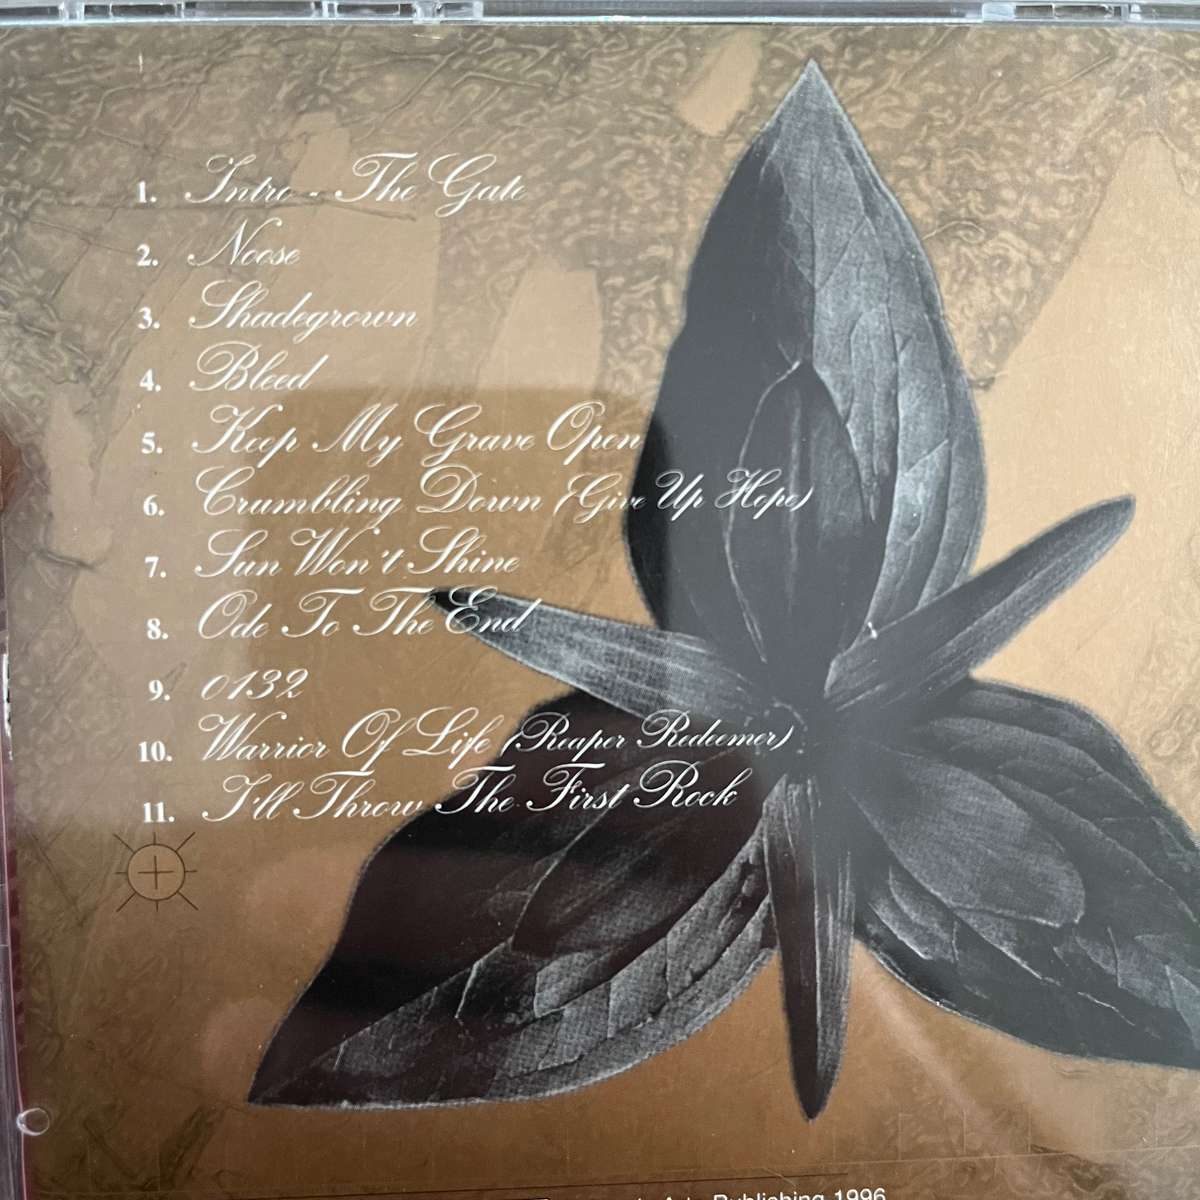 1. Intro - The Gate
2. Noose
3. Shadegrown
4. Bleed
5. Keep My Grave Open
6. Crumbling Down (Give Up Hope)
7. Sun Won't Shine
8. Ode To The End
9. 0132
10. Warrior Of Life (Reaper Redeemer)
11. I'll Throw The First Rock
Publishing 1996